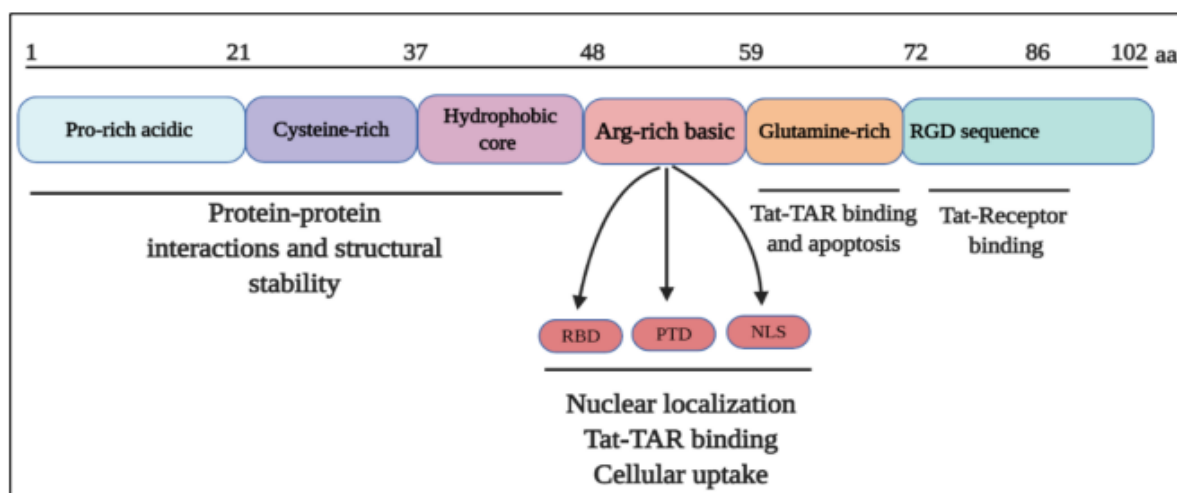 1 21 37 48 59 72 86 102 aa
Pro-rich acidic
Cysteine-rich
Hydrophobic
core
Arg-rich basic
Glutamine-rich
RGD sequence
Protein-protein
interactions and structural
stability
Tat-TAR binding
and apoptosis
Tat-Receptor
binding
RBD
PTD
NLS
Nuclear localization
Tat-TAR binding
Cellular uptake